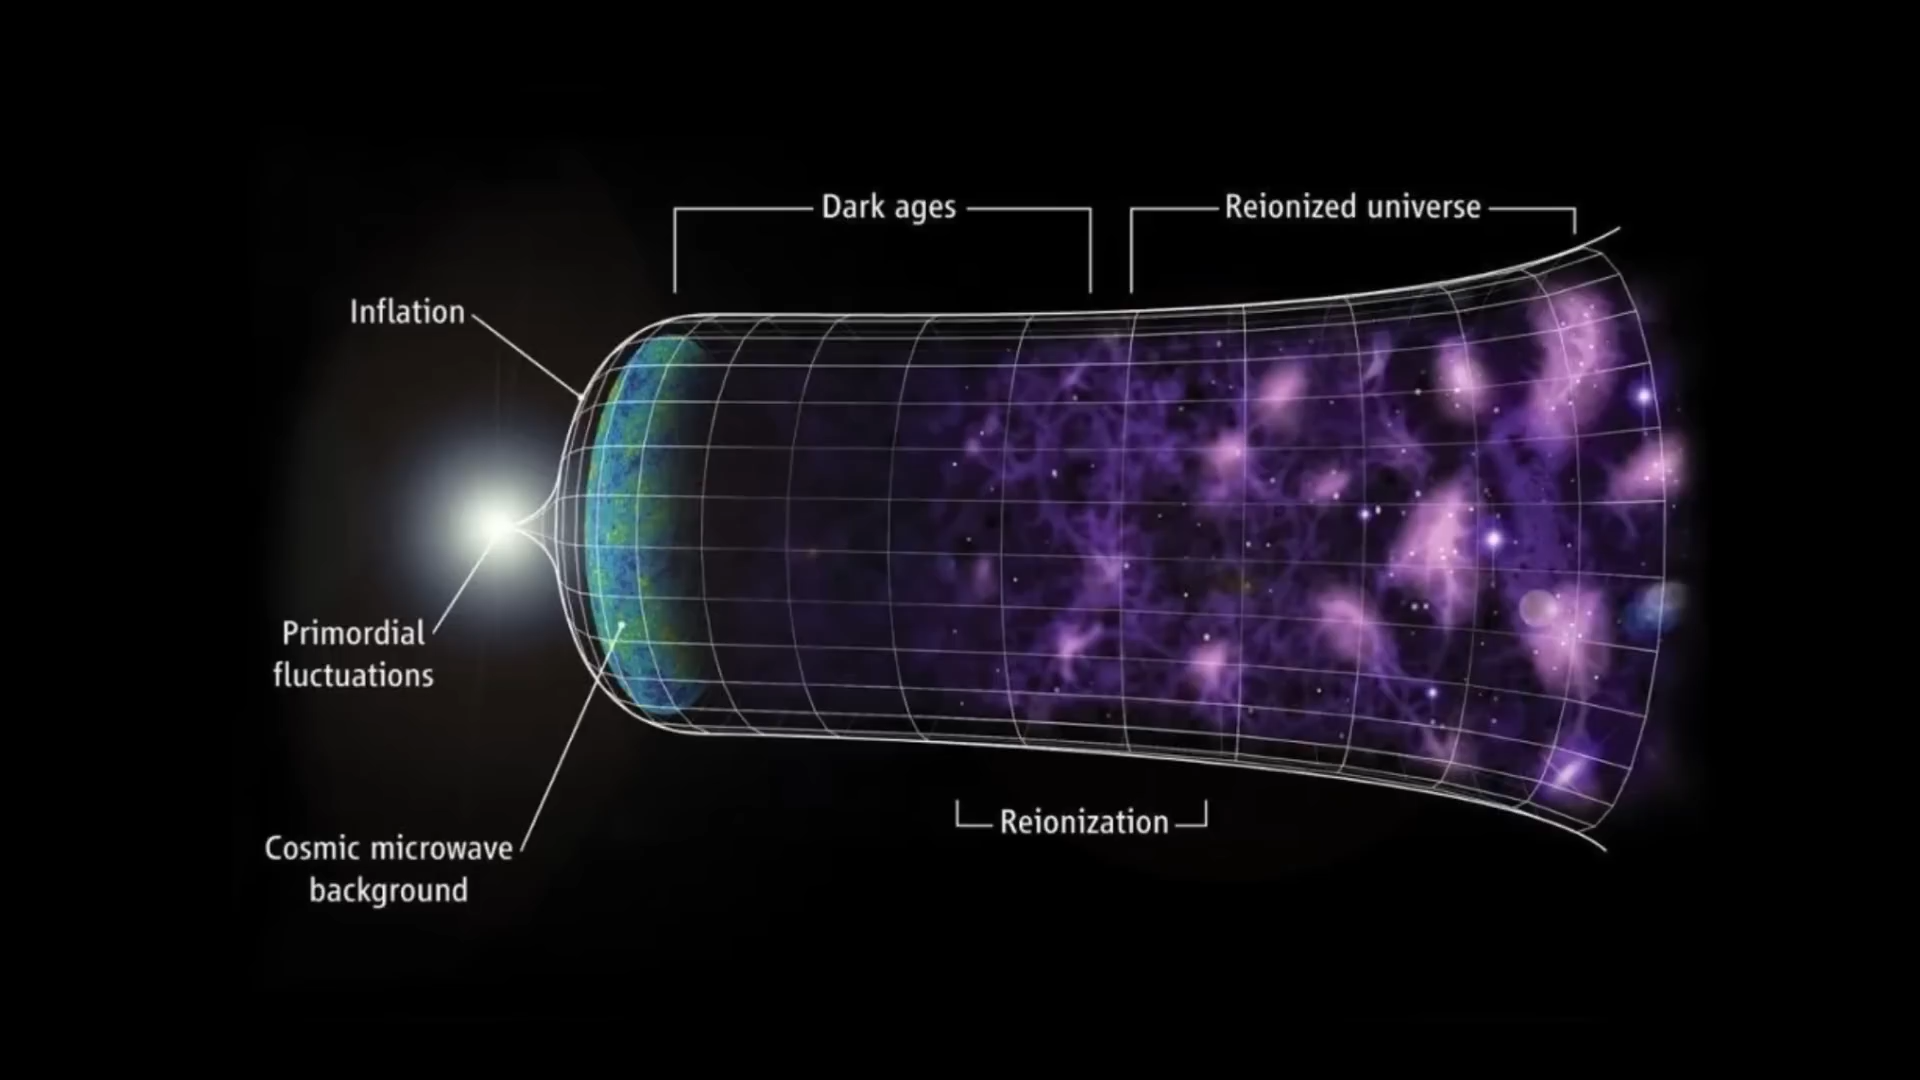 Dark ages
Reionized universe
Inflation
Primordial
fluctuations
Reionization
Cosmic microwave
background